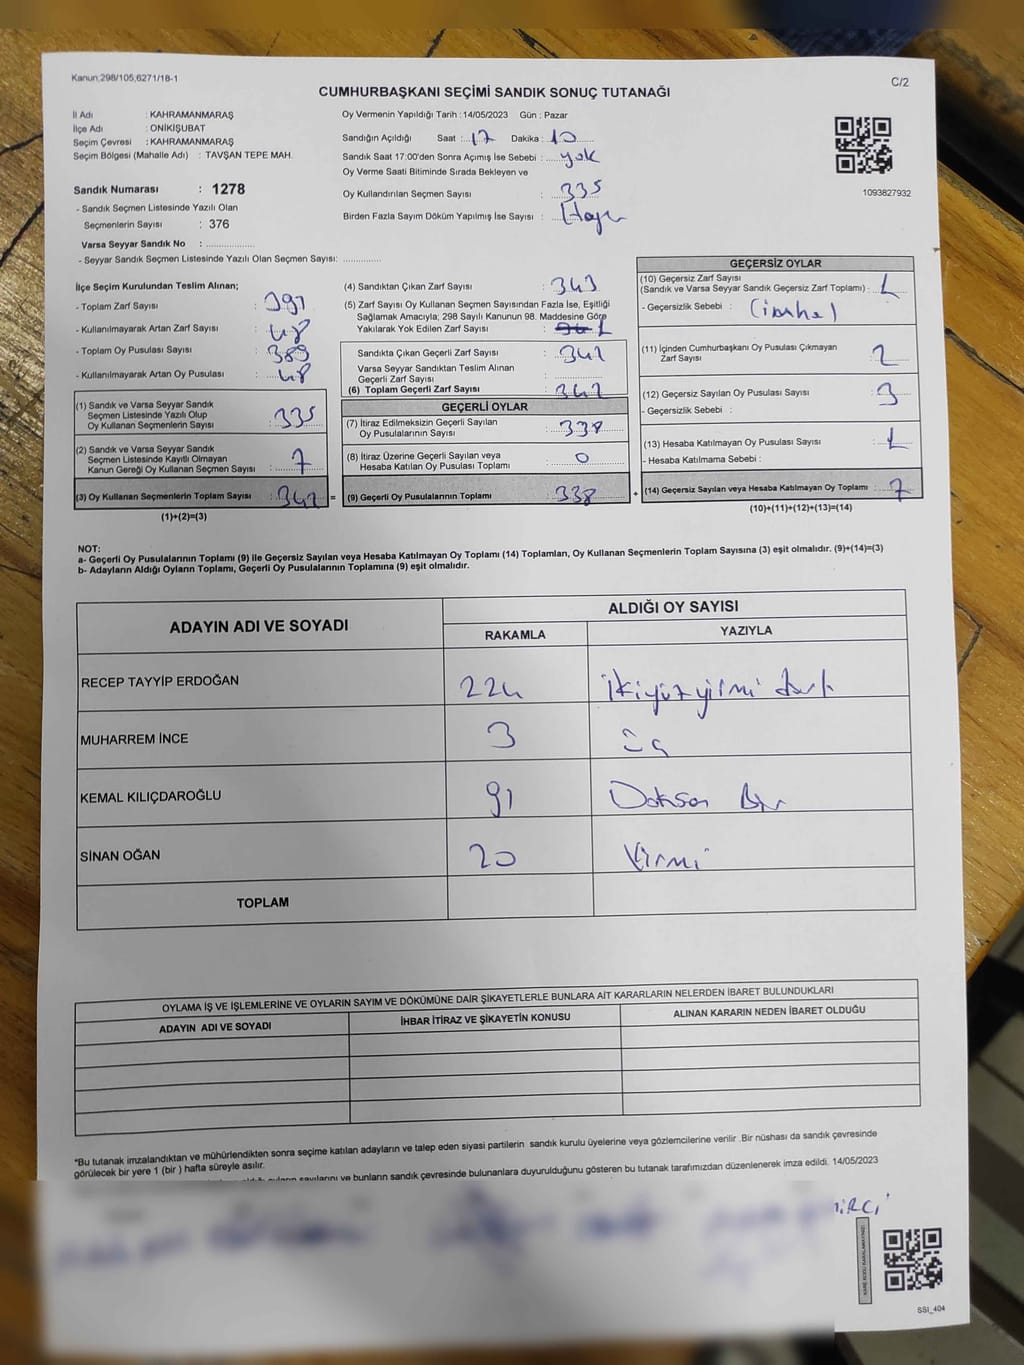 Kanun;298/105,6271/18-1
C/2
CUMHURBAŞKANI SEÇİMİ SANDIK SONUÇ TUTANAĞI
İl Adı : KAHRAMANMARAŞ
İlçe Adı : ONİKİŞUBAT
Seçim Çevresi : KAHRAMANMARAŞ
Seçim Bölgesi (Mahalle Adı) : TAVŞAN TEPE MAH.
Oy Vermenin Yapıldığı Tarih : 14/05/2023 Gün : Pazar
Sandığın Açıldığı Saat : 17 Dakika : 10
Sandık Saat 17:00'den Sonra Açımış İse Sebebi : yok
Oy Verme Saati Bitiminde Sırada Bekleyen ve
Oy Kullandırılan Seçmen Sayısı : 335
Birden Fazla Sayım Döküm Yapılmış İse Sayısı :
1093827932
Sandık Numarası : 1278
- Sandık Seçmen Listesinde Yazılı Olan
Seçmenlerin Sayısı : 376
Varsa Seyyar Sandık No : ..................
- Seyyar Sandık Seçmen Listesinde Yazılı Olan Seçmen Sayısı: ..............
İlçe Seçim Kurulundan Teslim Alınan;
- Toplam Zarf Sayısı : 391
- Kullanılmayarak Artan Zarf Sayısı : 48
- Toplam Oy Pusulası Sayısı : 389
- Kullanılmayarak Artan Oy Pusulası : 48
(1) Sandık ve Varsa Seyyar Sandık
Seçmen Listesinde Yazılı Olup
Oy Kullanan Seçmenlerin Sayısı : 335
(2) Sandık ve Varsa Seyyar Sandık
Seçmen Listesinde Kayıtlı Olmayan
Kanun Gereği Oy Kullanan Seçmen Sayısı : 7
(3) Oy Kullanan Seçmenlerin Toplam Sayısı : 342 =
(1)+(2)=(3)
(4) Sandıktan Çıkan Zarf Sayısı : 343
(5) Zarf Sayısı Oy Kullanan Seçmen Sayısından Fazla İse, Eşitliği
Sağlamak Amacıyla; 298 Sayılı Kanunun 98. Maddesine Göre
Yakılarak Yok Edilen Zarf Sayısı : 1
Sandıkta Çıkan Geçerli Zarf Sayısı : 342
Varsa Seyyar Sandıktan Teslim Alınan
Geçerli Zarf Sayısı : ..............
(6) Toplam Geçerli Zarf Sayısı : 342
GEÇERLİ OYLAR
(7) İtiraz Edilmeksizin Geçerli Sayılan
Oy Pusulalarının Sayısı : 338
(8) İtiraz Üzerine Geçerli Sayılan veya
Hesaba Katılan Oy Pusulası Toplamı : 0
(9) Geçerli Oy Pusulalarının Toplamı : 338 +
GEÇERSİZ OYLAR
(10) Geçersiz Zarf Sayısı
(Sandık ve Varsa Seyyar Sandık Geçersiz Zarf Toplamı) : 1
- Geçersizlik Sebebi : (imha)
(11) İçinden Cumhurbaşkanı Oy Pusulası Çıkmayan
Zarf Sayısı : 2
(12) Geçersiz Sayılan Oy Pusulası Sayısı : 3
- Geçersizlik Sebebi :
(13) Hesaba Katılmayan Oy Pusulası Sayısı : 1
- Hesaba Katılmama Sebebi :
(14) Geçersiz Sayılan veya Hesaba Katılmayan Oy Toplamı : 7
(10)+(11)+(12)+(13)=(14)
NOT:
a- Geçerli Oy Pusulalarının Toplamı (9) ile Geçersiz Sayılan veya Hesaba Katılmayan Oy Toplamı (14) Toplamları, Oy Kullanan Seçmenlerin Toplam Sayısına (3) eşit olmalıdır. (9)+(14)=(3)
b- Adayların Aldığı Oyların Toplamı, Geçerli Oy Pusulalarının Toplamına (9) eşit olmalıdır.
ADAYIN ADI VE SOYADI ALDIĞI OY SAYISI
RAKAMLA YAZIYLA
RECEP TAYYİP ERDOĞAN 224 ikiyüzyirmi dört
MUHARREM İNCE 3 üç
KEMAL KILIÇDAROĞLU 91 Doksan Bir
SİNAN OĞAN 20 Yirmi
TOPLAM
OYLAMA İŞ VE İŞLEMLERİNE VE OYLARIN SAYIM VE DÖKÜMÜNE DAİR ŞİKAYETLERLE BUNLARA AİT KARARLARIN NELERDEN İBARET BULUNDUKLARI
ADAYIN ADI VE SOYADI İHBAR İTİRAZ VE ŞİKAYETİN KONUSU ALINAN KARARIN NEDEN İBARET OLDUĞU
*Bu tutanak imzalandıktan ve mühürlendikten sonra seçime katılan adayların ve talep eden siyasi partilerin sandık kurulu üyelerine veya gözlemcilerine verilir .Bir nüshası da sandık çevresinde
görülecek bir yere 1 (bir ) hafta süreyle asılır.
sayılarını ve bunların sandık çevresinde bulunanlara duyurulduğunu gösteren bu tutanak tarafımızdan düzenlenerek imza edildi. 14/05/2023
SSI_404